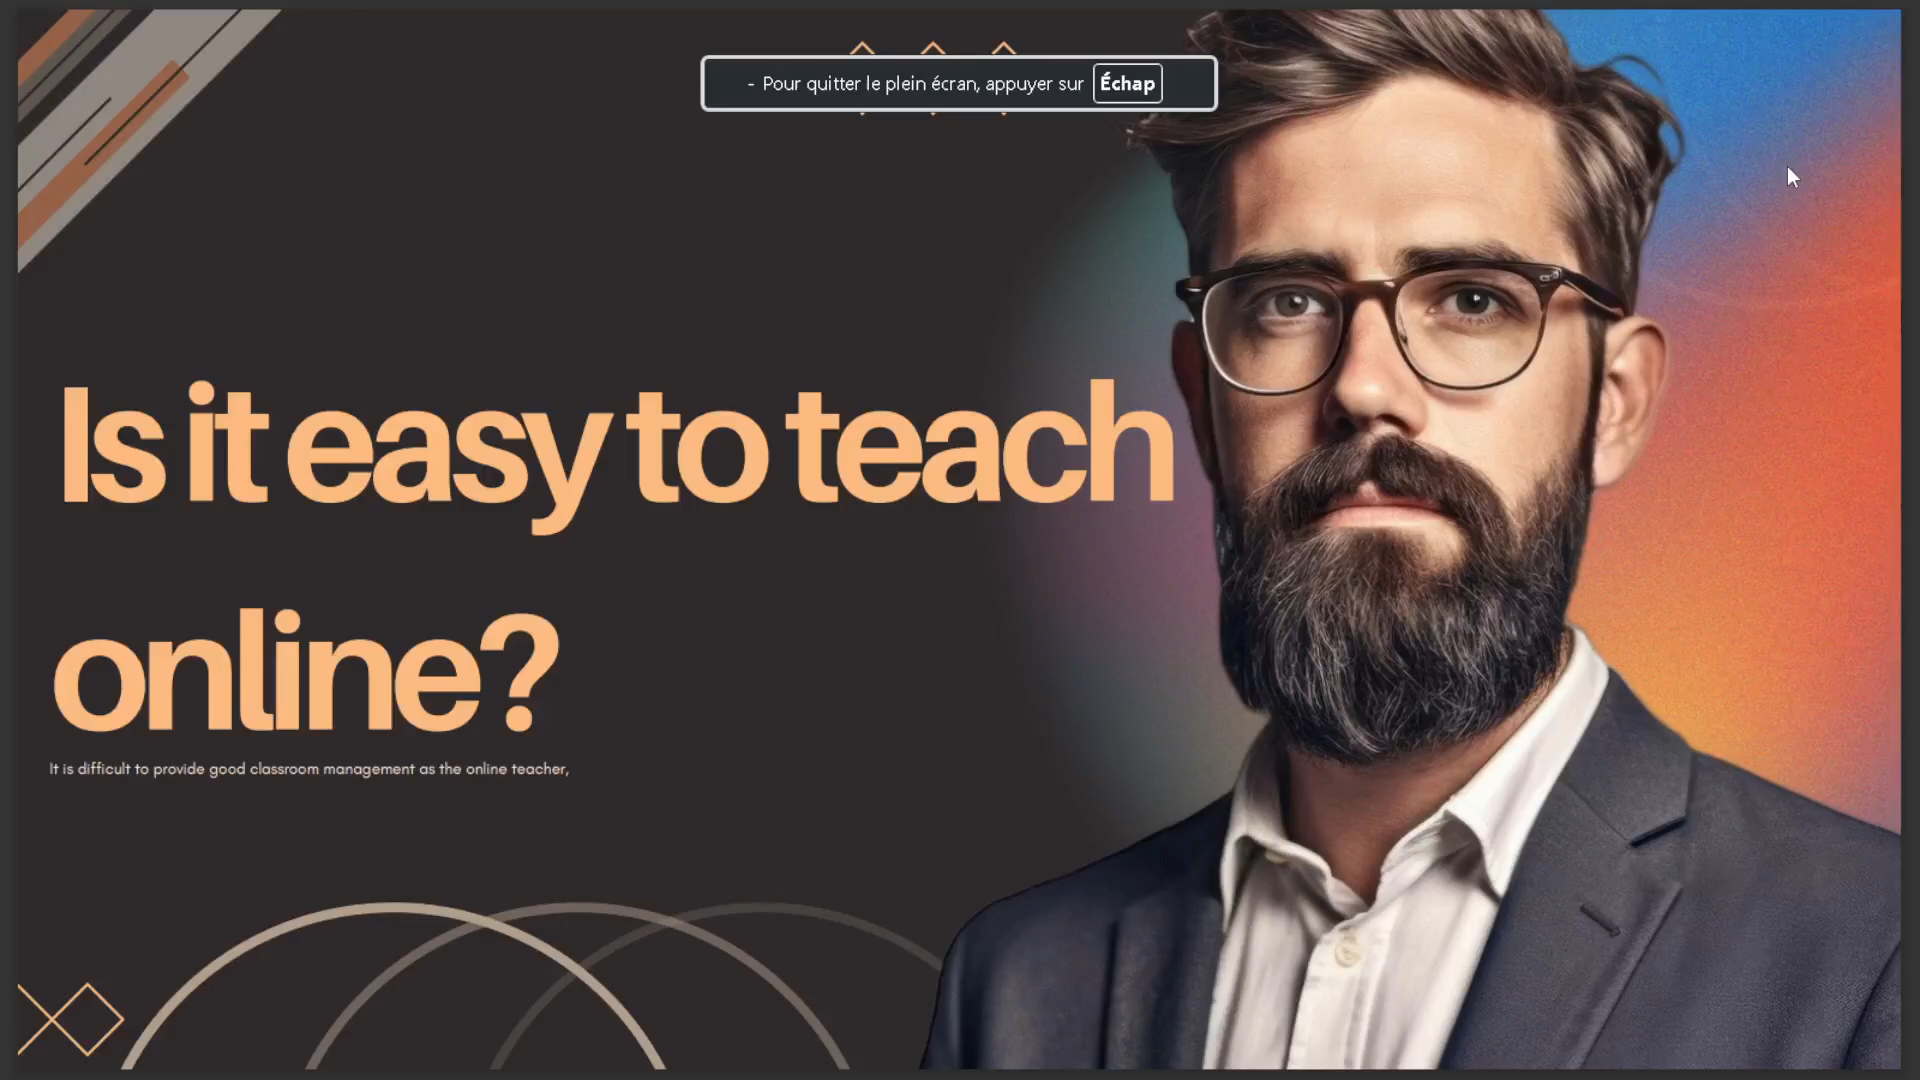 - Pour quitter le plein écran, appuyer sur Échap
Is it easy to teach
online?
It is difficult to provide good classroom management as the online teacher,